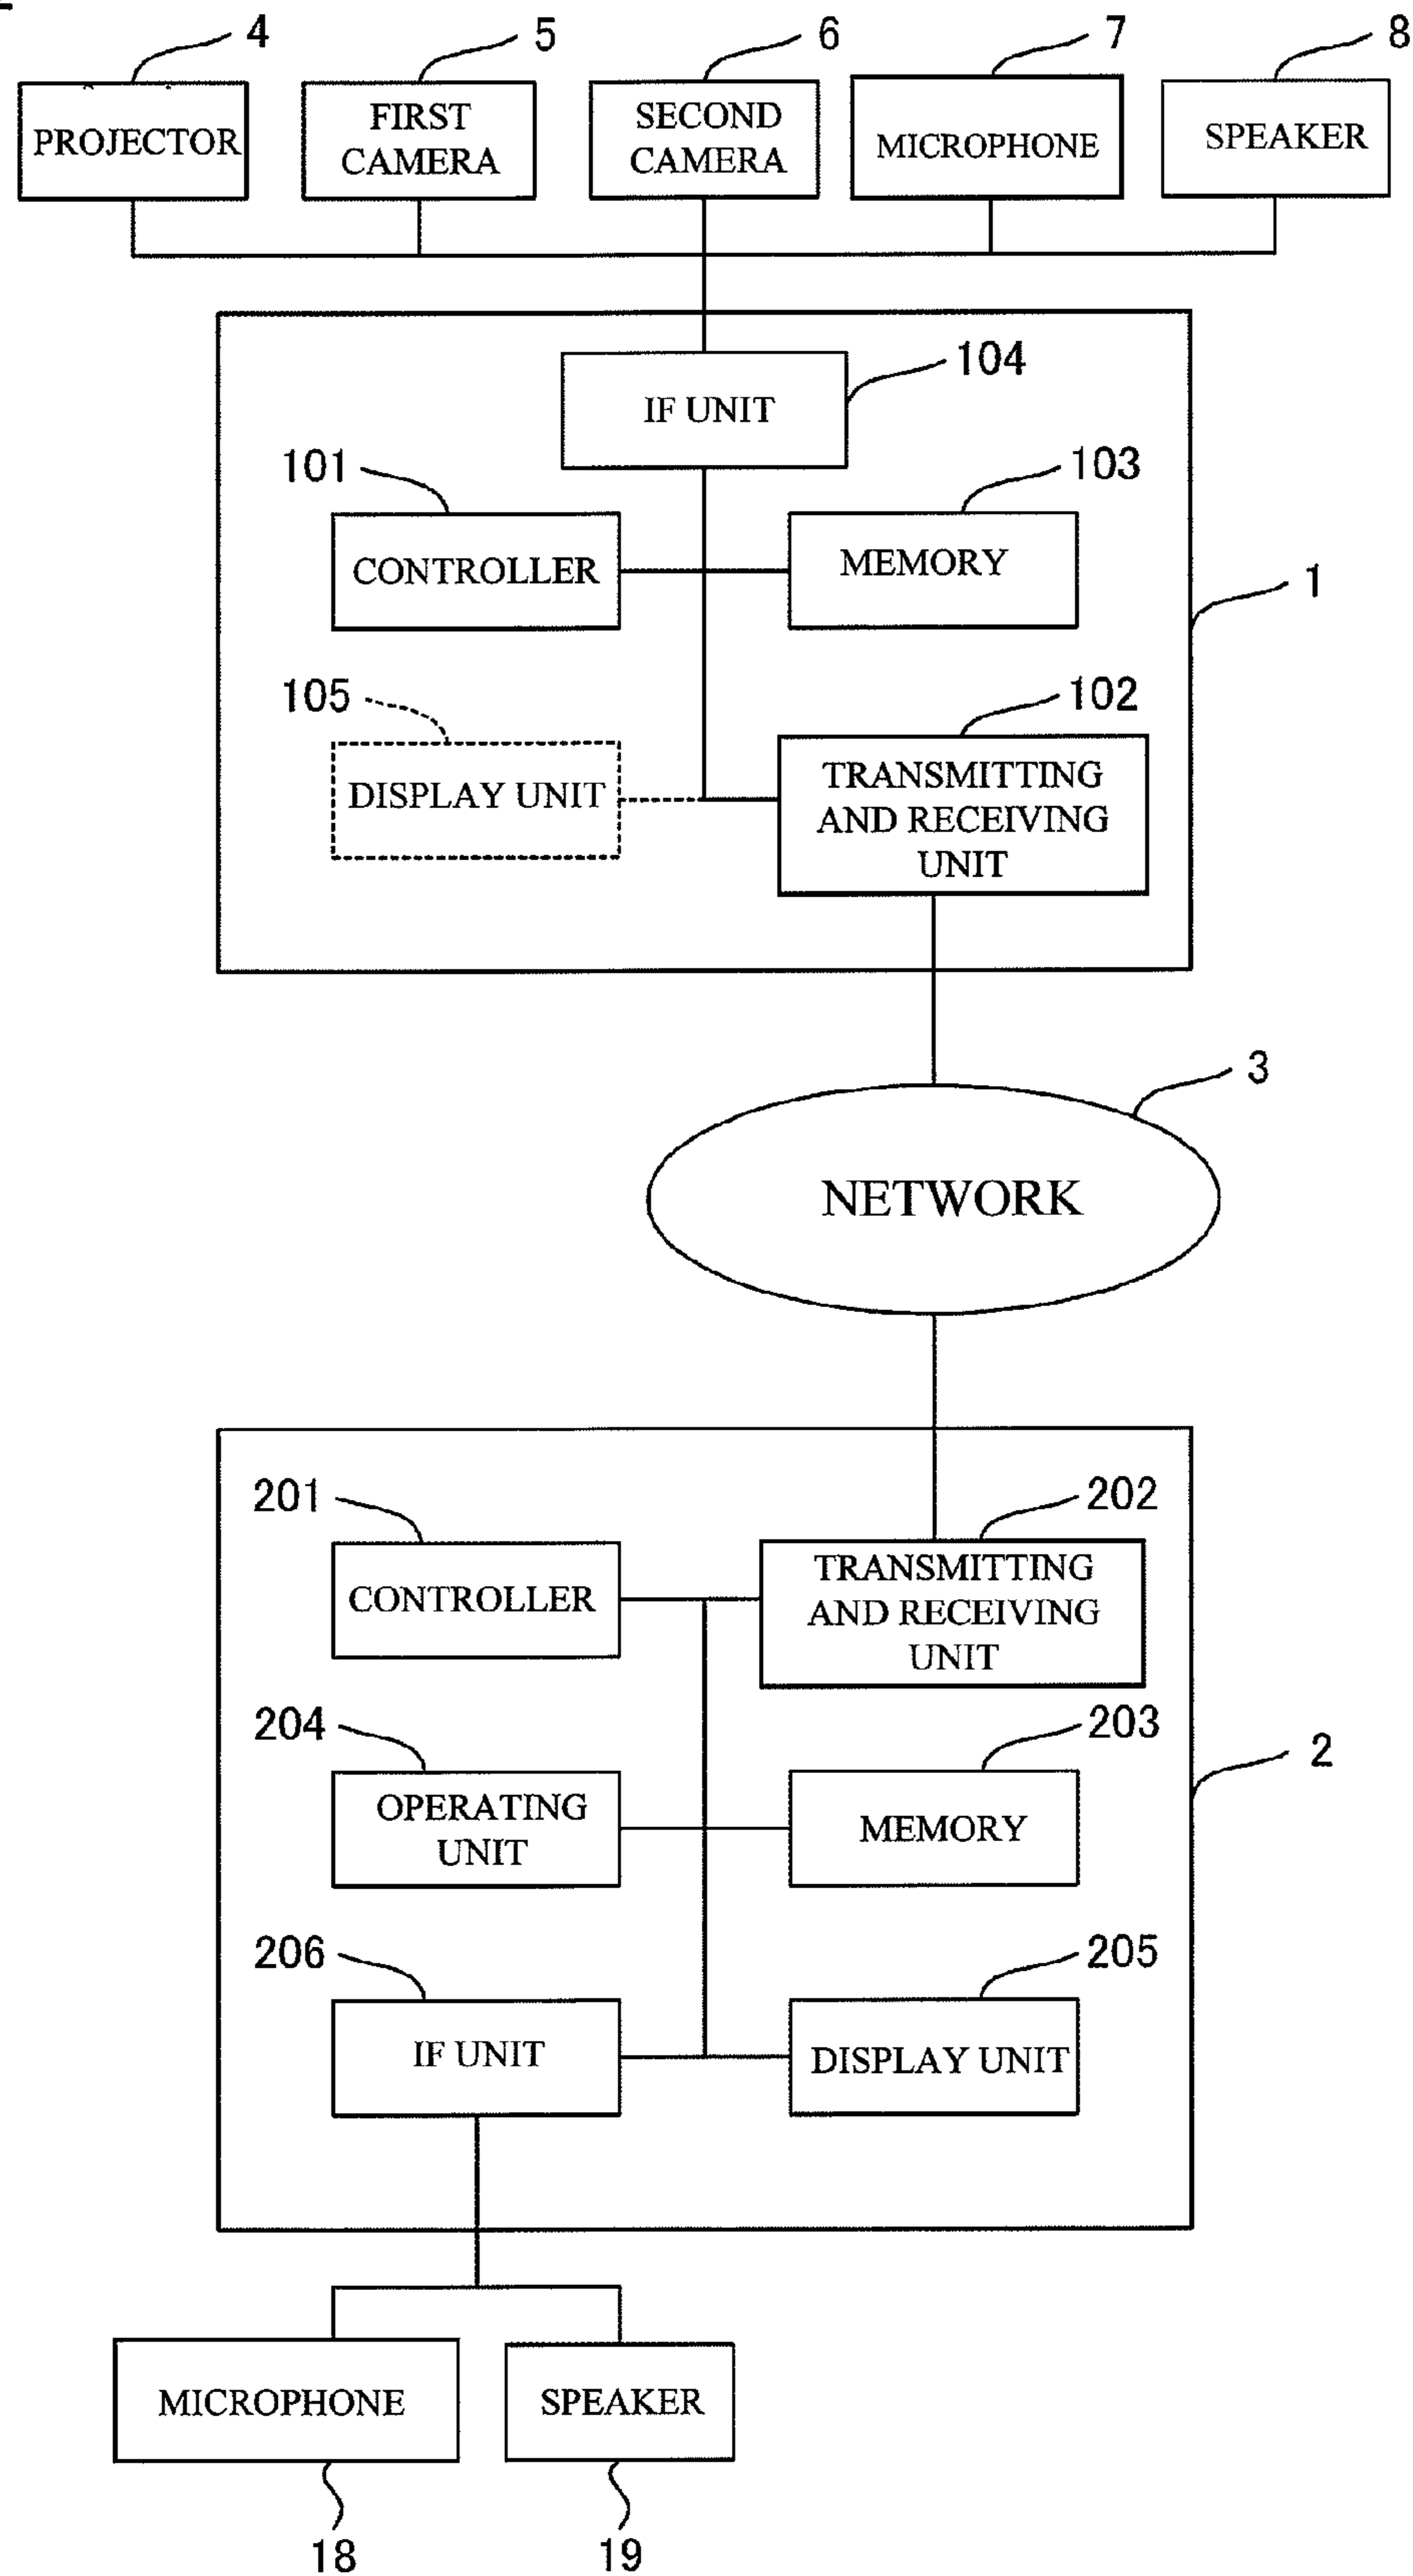 4
5
6
7
8
PROJECTOR
FIRST
CAMERA
SECOND
CAMERA
MICROPHONE
SPEAKER
104
IF UNIT
101
103
CONTROLLER
MEMORY
1
105
102
DISPLAY UNIT
TRANSMITTING
AND RECEIVING
UNIT
3
NETWORK
201
202
CONTROLLER
TRANSMITTING
AND RECEIVING
UNIT
204
203
2
OPERATING
UNIT
MEMORY
206
205
IF UNIT
DISPLAY UNIT
MICROPHONE
SPEAKER
18
19